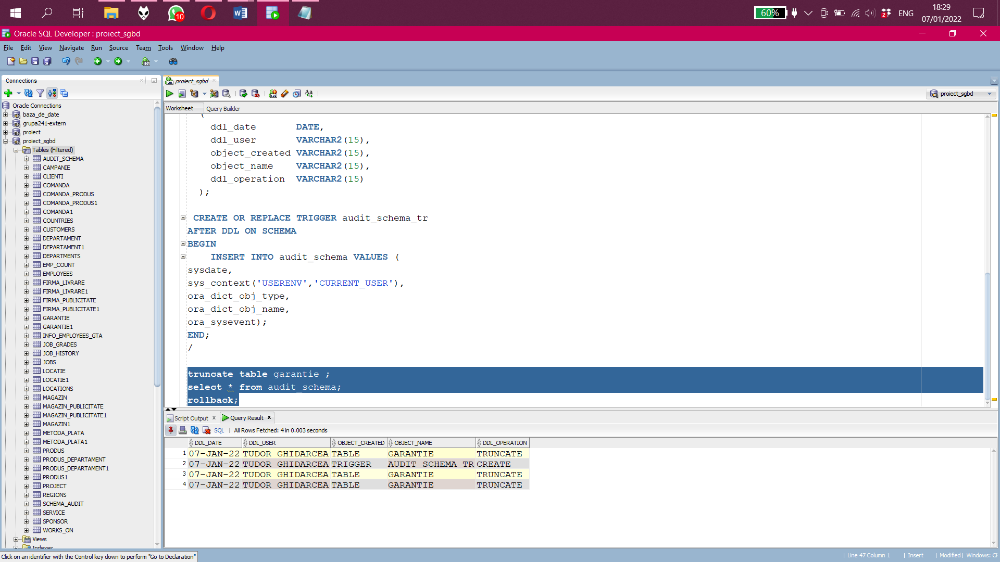 10
60%
2
ENG
18:29
07/01/2022
Oracle SQL Developer : proiect_sgbd
File Edit View Navigate Run Source Team Tools Window Help
Connections
proiect_sgbd
proiect_sgbd
Worksheet Query Builder
Oracle Connections
baza_de_date
grupa241-extern
proiect
proiect_sgbd
Tables (Filtered)
AUDIT_SCHEMA
CAMPANIE
CLIENTI
COMANDA
COMANDA_PRODUS
COMANDA_PRODUS1
COMANDA1
COUNTRIES
CUSTOMERS
DEPARTAMENT
DEPARTAMENT1
DEPARTMENTS
EMP_COUNT
EMPLOYEES
FIRMA_LIVRARE
FIRMA_LIVRARE1
FIRMA_PUBLICITATE
FIRMA_PUBLICITATE1
GARANTIE
GARANTIE1
INFO_EMPLOYEES_GTA
JOB_GRADES
JOB_HISTORY
JOBS
LOCATIE
LOCATIE1
LOCATIONS
MAGAZIN
MAGAZIN_PUBLICITATE
MAGAZIN_PUBLICITATE1
MAGAZIN1
METODA_PLATA
METODA_PLATA1
PRODUS
PRODUS_DEPARTAMENT
PRODUS_DEPARTAMENT1
PRODUS1
PROJECT
REGIONS
SCHEMA_AUDIT
SERVICE
SPONSOR
WORKS_ON
Views
Indexes
(
ddl_date DATE,
ddl_user VARCHAR2(15),
object_created VARCHAR2(15),
object_name VARCHAR2(15),
ddl_operation VARCHAR2(15)
);
CREATE OR REPLACE TRIGGER audit_schema_tr
AFTER DDL ON SCHEMA
BEGIN
INSERT INTO audit_schema VALUES (
sysdate,
sys_context('USERENV','CURRENT_USER'),
ora_dict_obj_type,
ora_dict_obj_name,
ora_sysevent);
END;
/
truncate table garantie ;
select * from audit_schema;
rollback;
Script Output Query Result
SQL All Rows Fetched: 4 in 0.003 seconds
DDL_DATE DDL_USER OBJECT_CREATED OBJECT_NAME DDL_OPERATION
1 07-JAN-22 TUDOR GHIDARCEA TABLE GARANTIE TRUNCATE
2 07-JAN-22 TUDOR GHIDARCEA TRIGGER AUDIT SCHEMA TR CREATE
3 07-JAN-22 TUDOR GHIDARCEA TABLE GARANTIE TRUNCATE
4 07-JAN-22 TUDOR GHIDARCEA TABLE GARANTIE TRUNCATE
Click on an identifier with the Control key down to perform "Go to Declaration"
Line 47 Column 1 Insert Modified Windows: